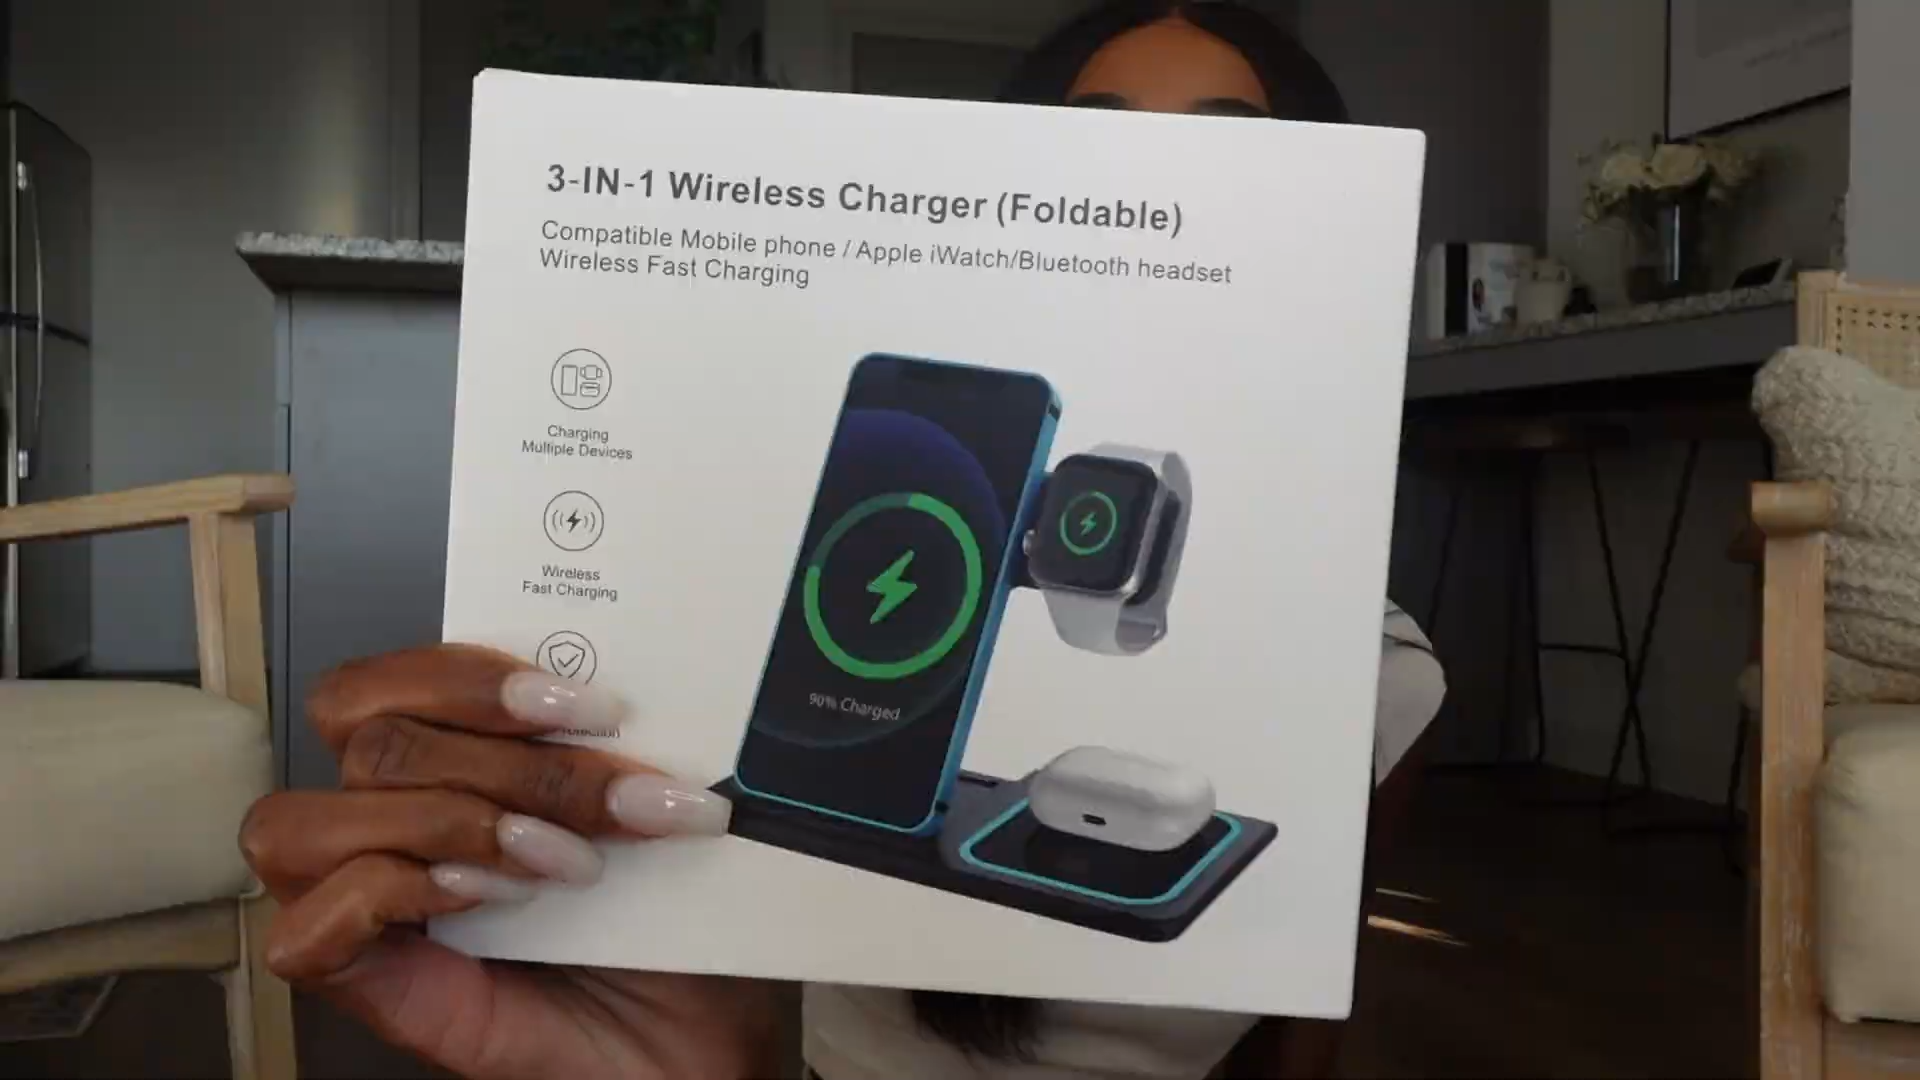 3-IN-1 Wireless Charger (Foldable)
Compatible Mobile phone / Apple iWatch/Bluetooth headset
Wireless Fast Charging
Charging
Multiple Devices
Wireless
Fast Charging
90% Charged